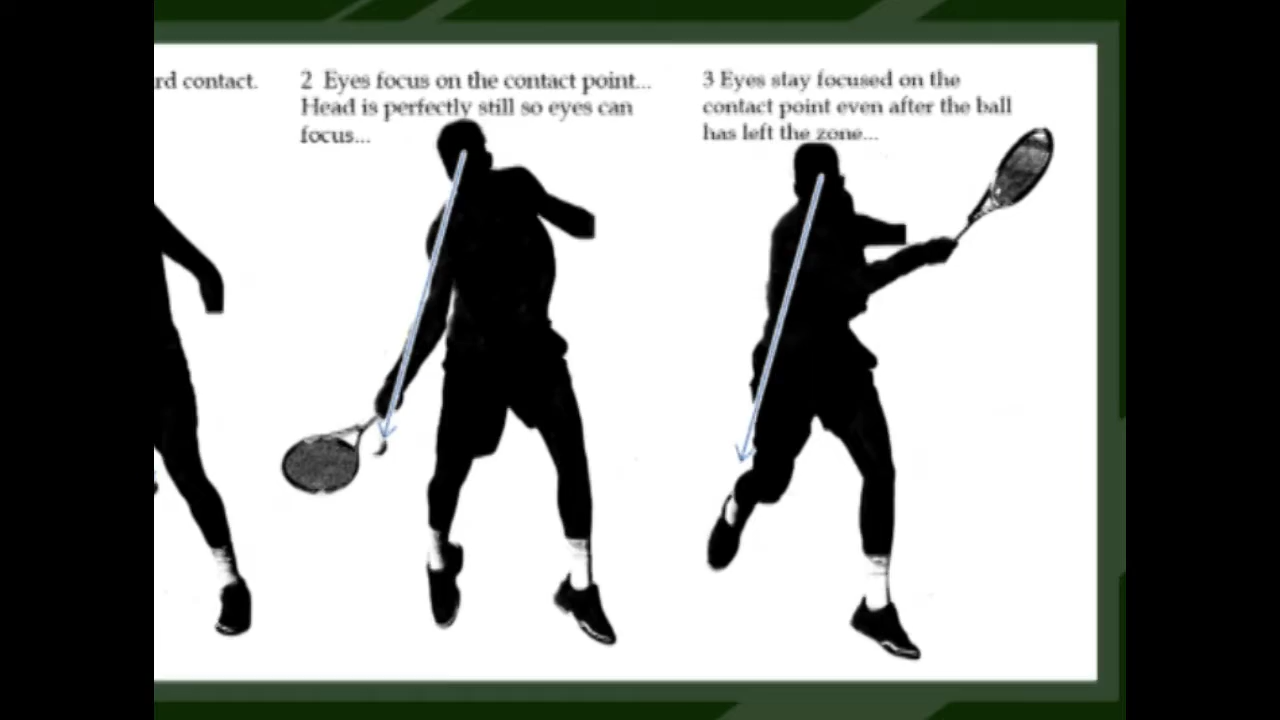 rd contact.
2 Eyes focus on the contact point...
Head is perfectly still so eyes can
focus...
3 Eyes stay focused on the
contact point even after the ball
has left the zone...